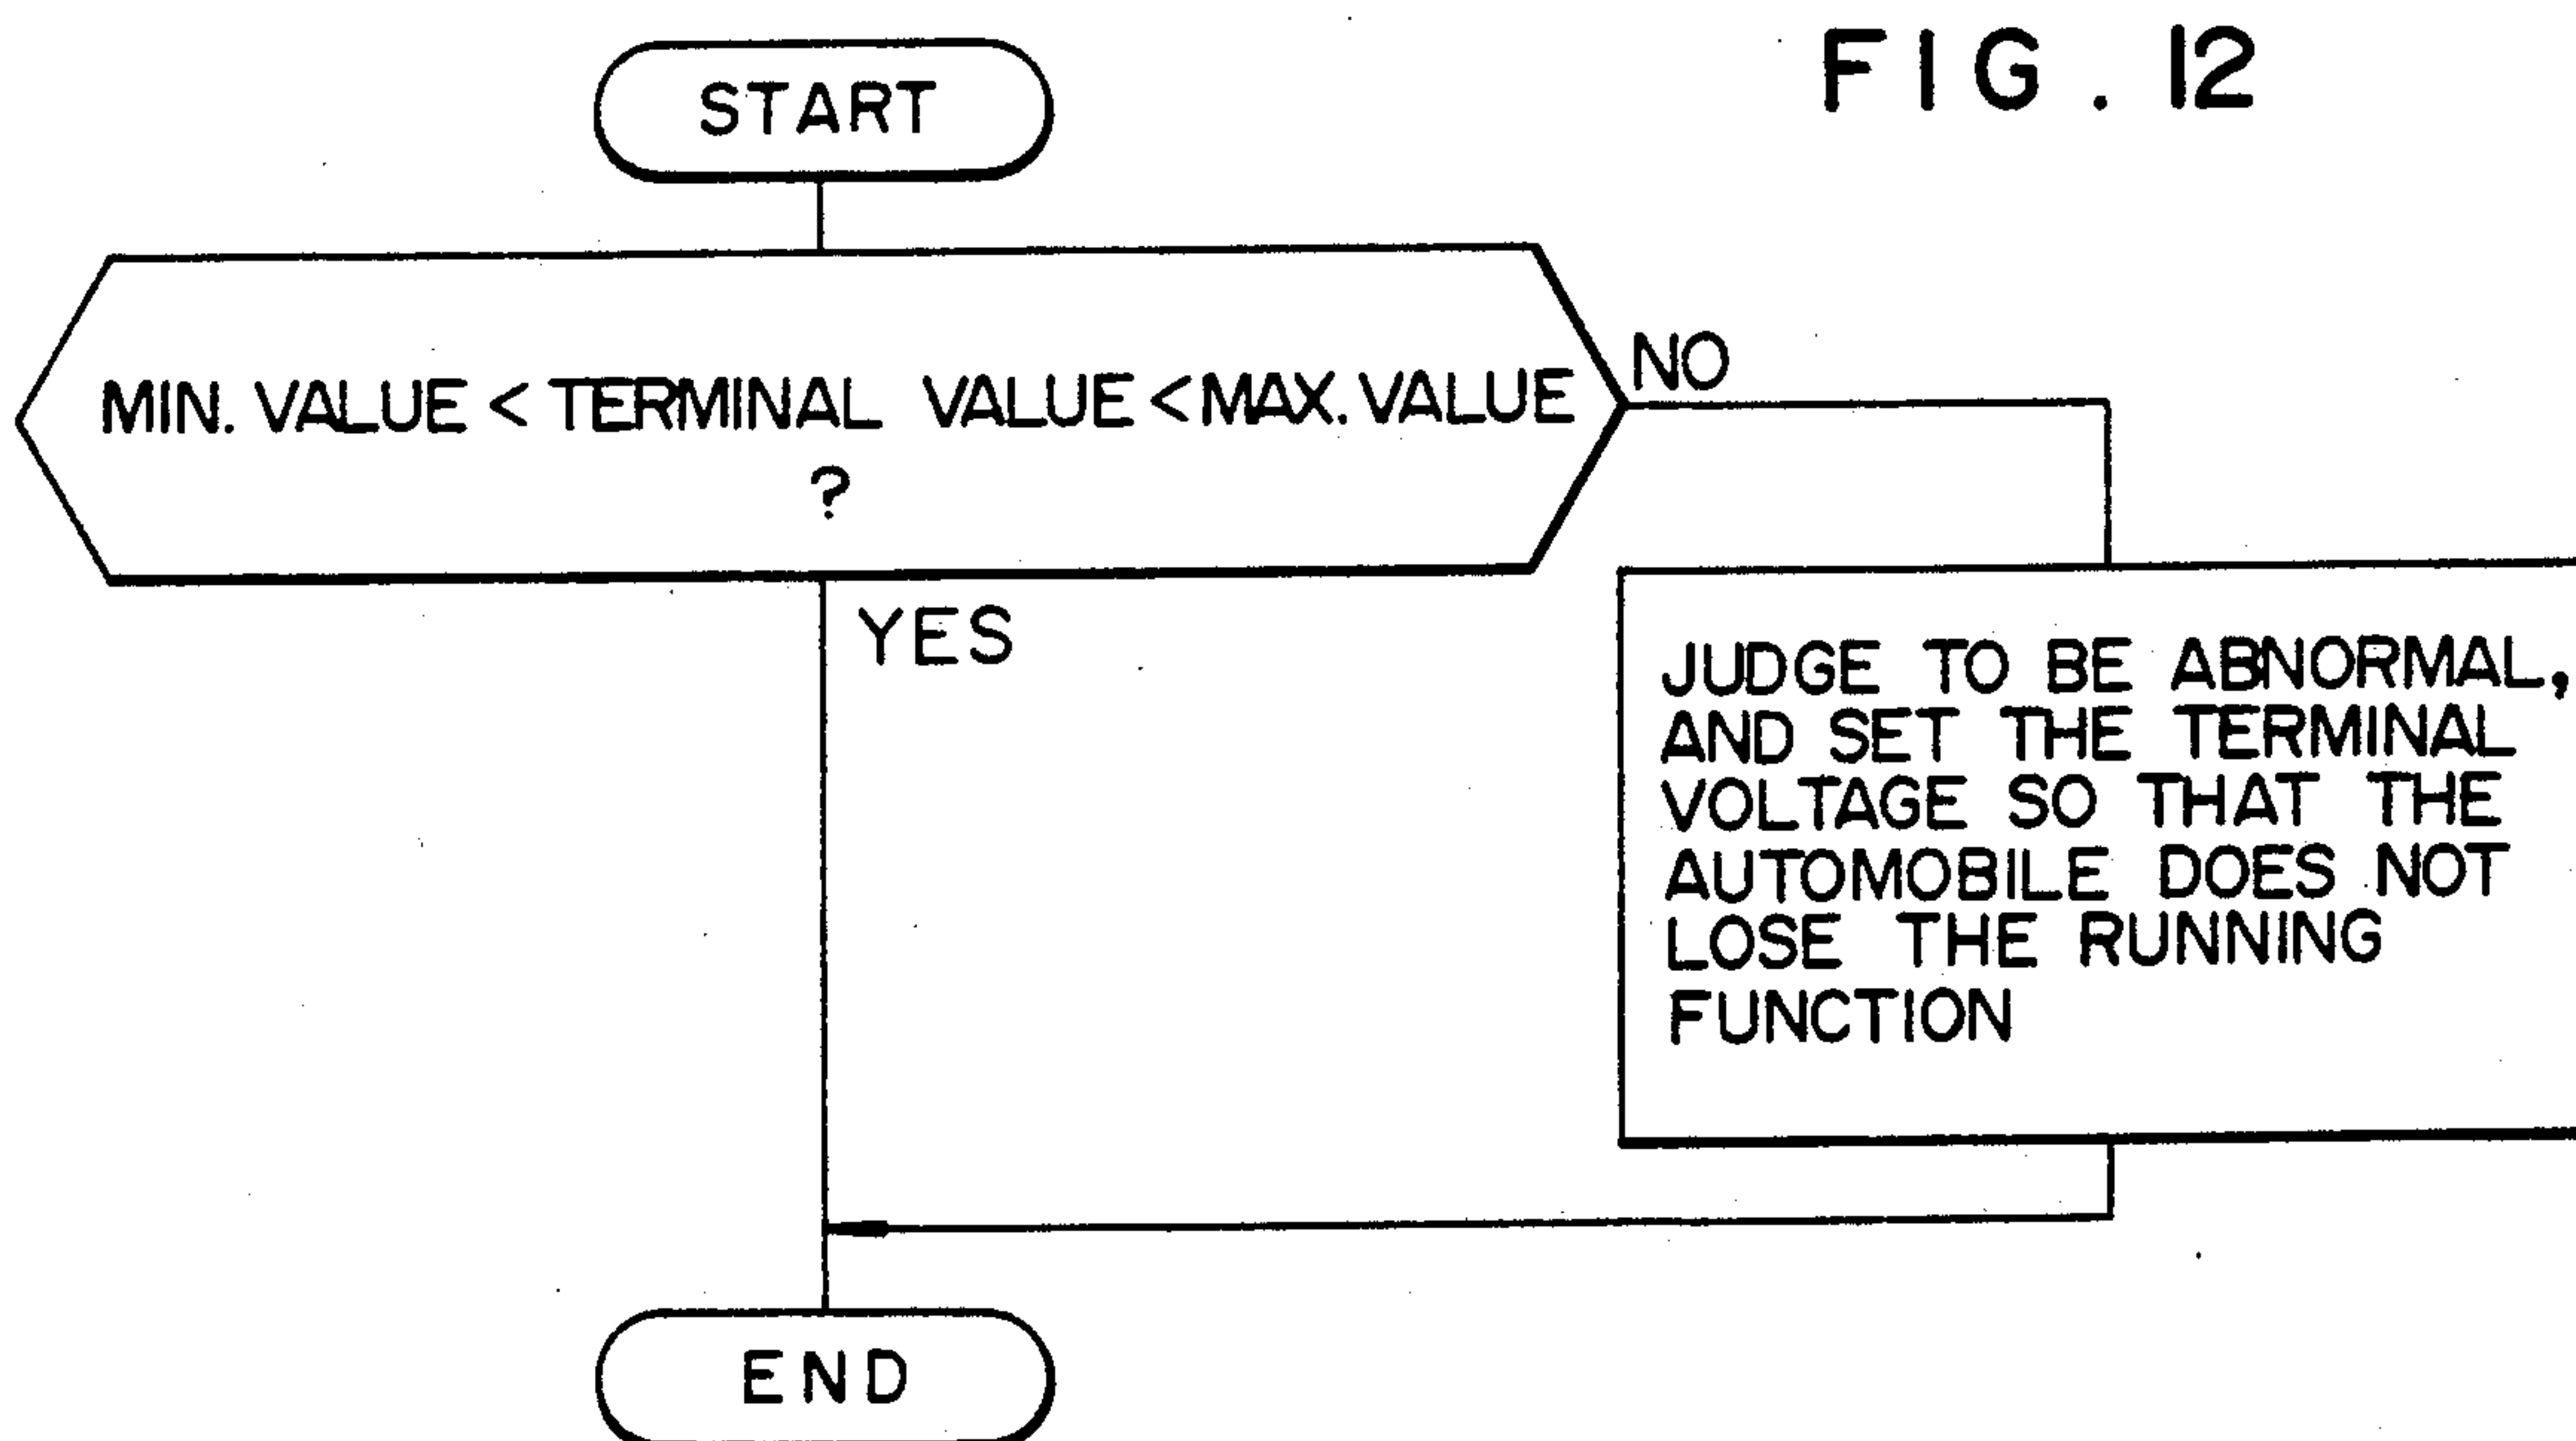 FIG. 12
START
MIN. VALUE < TERMINAL VALUE < MAX. VALUE
?
NO
YES
JUDGE TO BE ABNORMAL,
AND SET THE TERMINAL
VOLTAGE SO THAT THE
AUTOMOBILE DOES NOT
LOSE THE RUNNING
FUNCTION
END